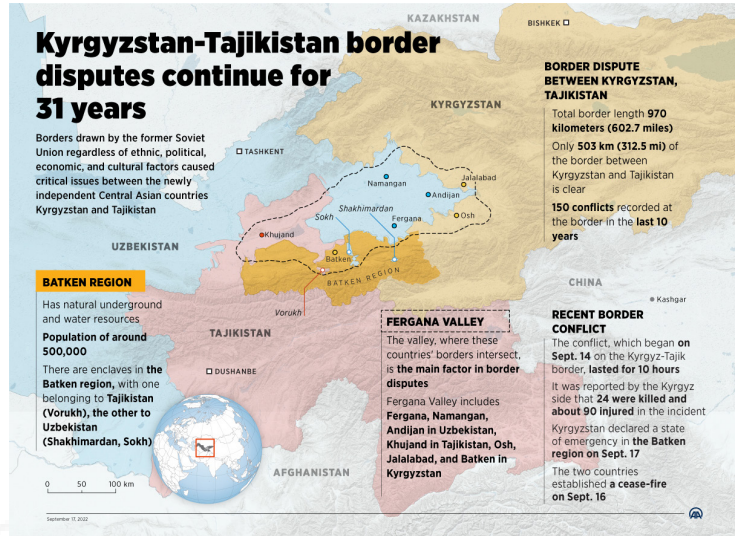 Kyrgyzstan-Tajikistan border
disputes continue for
31 years
Borders drawn by the former Soviet
Union regardless of ethnic, political,
economic, and cultural factors caused
critical issues between the newly
independent Central Asian countries
Kyrgyzstan and Tajikistan
KAZAKHSTAN
BISHKEK
KYRGYZSTAN
TASHKENT
Namangan
Jalalabad
Andijan
Shakhimardan
Sokh
Fergana
Osh
Khujand
Batken
BATKEN REGION
UZBEKISTAN
Vorukh
TAJIKISTAN
DUSHANBE
CHINA
Kashgar
AFGHANISTAN
BORDER DISPUTE
BETWEEN KYRGYZSTAN,
TAJIKISTAN
Total border length 970
kilometers (602.7 miles)
Only 503 km (312.5 mi) of
the border between
Kyrgyzstan and Tajikistan
is clear
150 conflicts recorded at
the border in the last 10
years
BATKEN REGION
Has natural underground
and water resources
Population of around
500,000
There are enclaves in the
Batken region, with one
belonging to Tajikistan
(Vorukh), the other to
Uzbekistan
(Shakhimardan, Sokh)
FERGANA VALLEY
The valley, where these
countries' borders intersect,
is the main factor in border
disputes
Fergana Valley includes
Fergana, Namangan,
Andijan in Uzbekistan,
Khujand in Tajikistan, Osh,
Jalalabad, and Batken in
Kyrgyzstan
RECENT BORDER
CONFLICT
The conflict, which began on
Sept. 14 on the Kyrgyz-Tajik
border, lasted for 10 hours
It was reported by the Kyrgyz
side that 24 were killed and
about 90 injured in the incident
Kyrgyzstan declared a state
of emergency in the Batken
region on Sept. 17
The two countries
established a cease-fire
on Sept. 16
0 50 100 km
September 17, 2022
AA